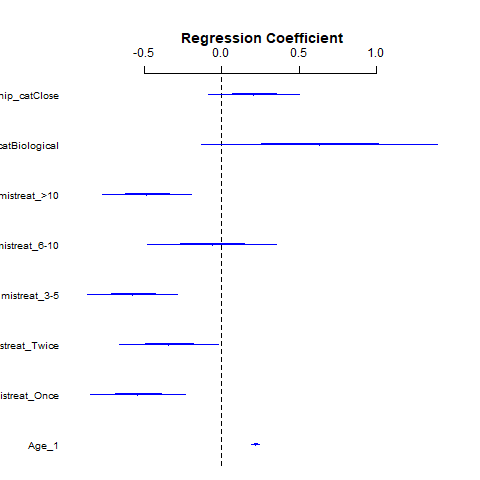 Regression Coefficient
-0.5 0.0 0.5 1.0
hip_catClose
catBiological
mistreat_>10
mistreat_6-10
mistreat_3-5
streat_Twice
istreat_Once
Age_1